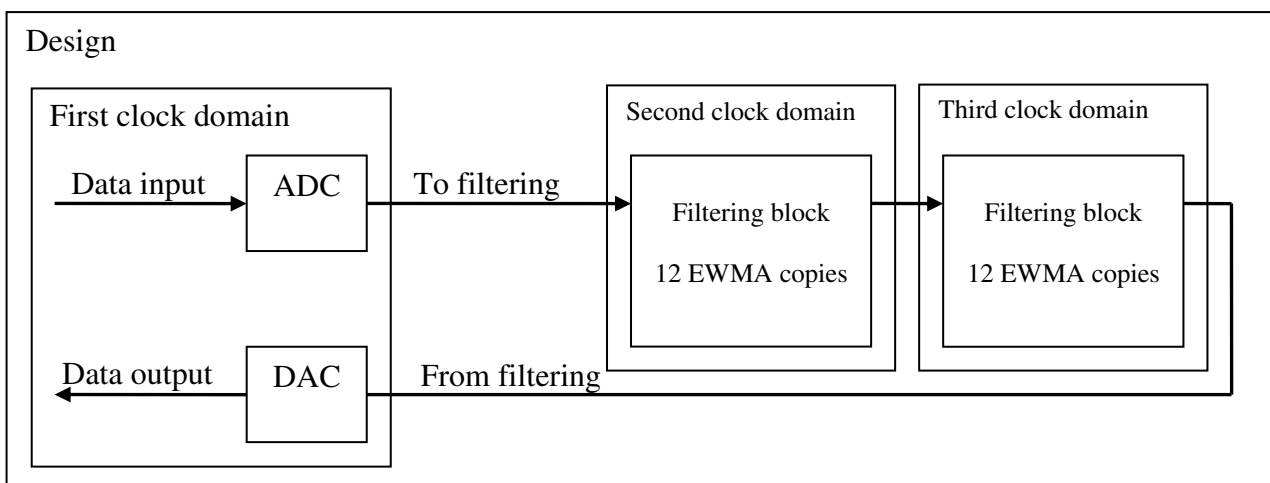 Design
First clock domain
Data input
ADC
To filtering
Second clock domain
Filtering block
12 EWMA copies
Third clock domain
Filtering block
12 EWMA copies
Data output
DAC
From filtering